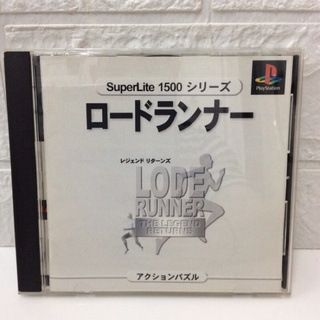 SuperLite 1500 シリーズ
PlayStation
ロードランナー
レジェンド リターンズ
LODE
RUNNER
THE LEGEND
RETURNS
アクションパズル